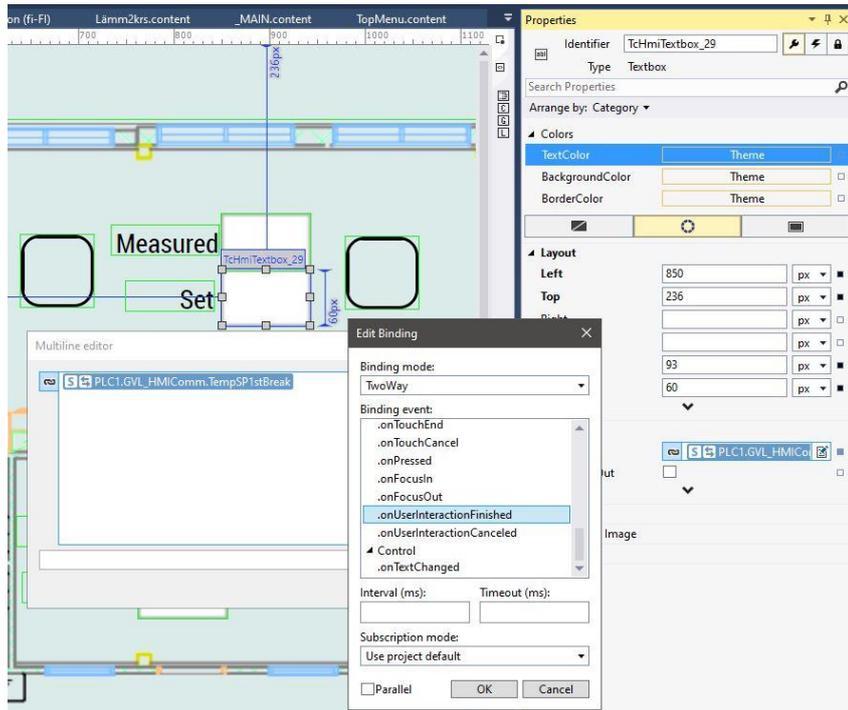 on (fi-FI) Lämm2krs.content _MAIN.content TopMenu.content
700 800 900 1000 1100
236px
Measured
TcHmiTextbox_29
Set
60px
Multiline editor
S PLC1.GVL_HMIComm.TempSP1stBreak
Edit Binding
Binding mode:
TwoWay
Binding event:
.onTouchEnd
.onTouchCancel
.onPressed
.onFocusIn
.onFocusOut
.onUserInteractionFinished
.onUserInteractionCanceled
Control
.onTextChanged
Interval (ms): Timeout (ms):
Subscription mode:
Use project default
Parallel OK Cancel
Properties
Identifier TcHmiTextbox_29
Type Textbox
Search Properties
Arrange by: Category
Colors
TextColor Theme
BackgroundColor Theme
BorderColor Theme
Layout
Left 850 px
Top 236 px
px
px
93 px
60 px
S PLC1.GVL_HMICo
ut
Image